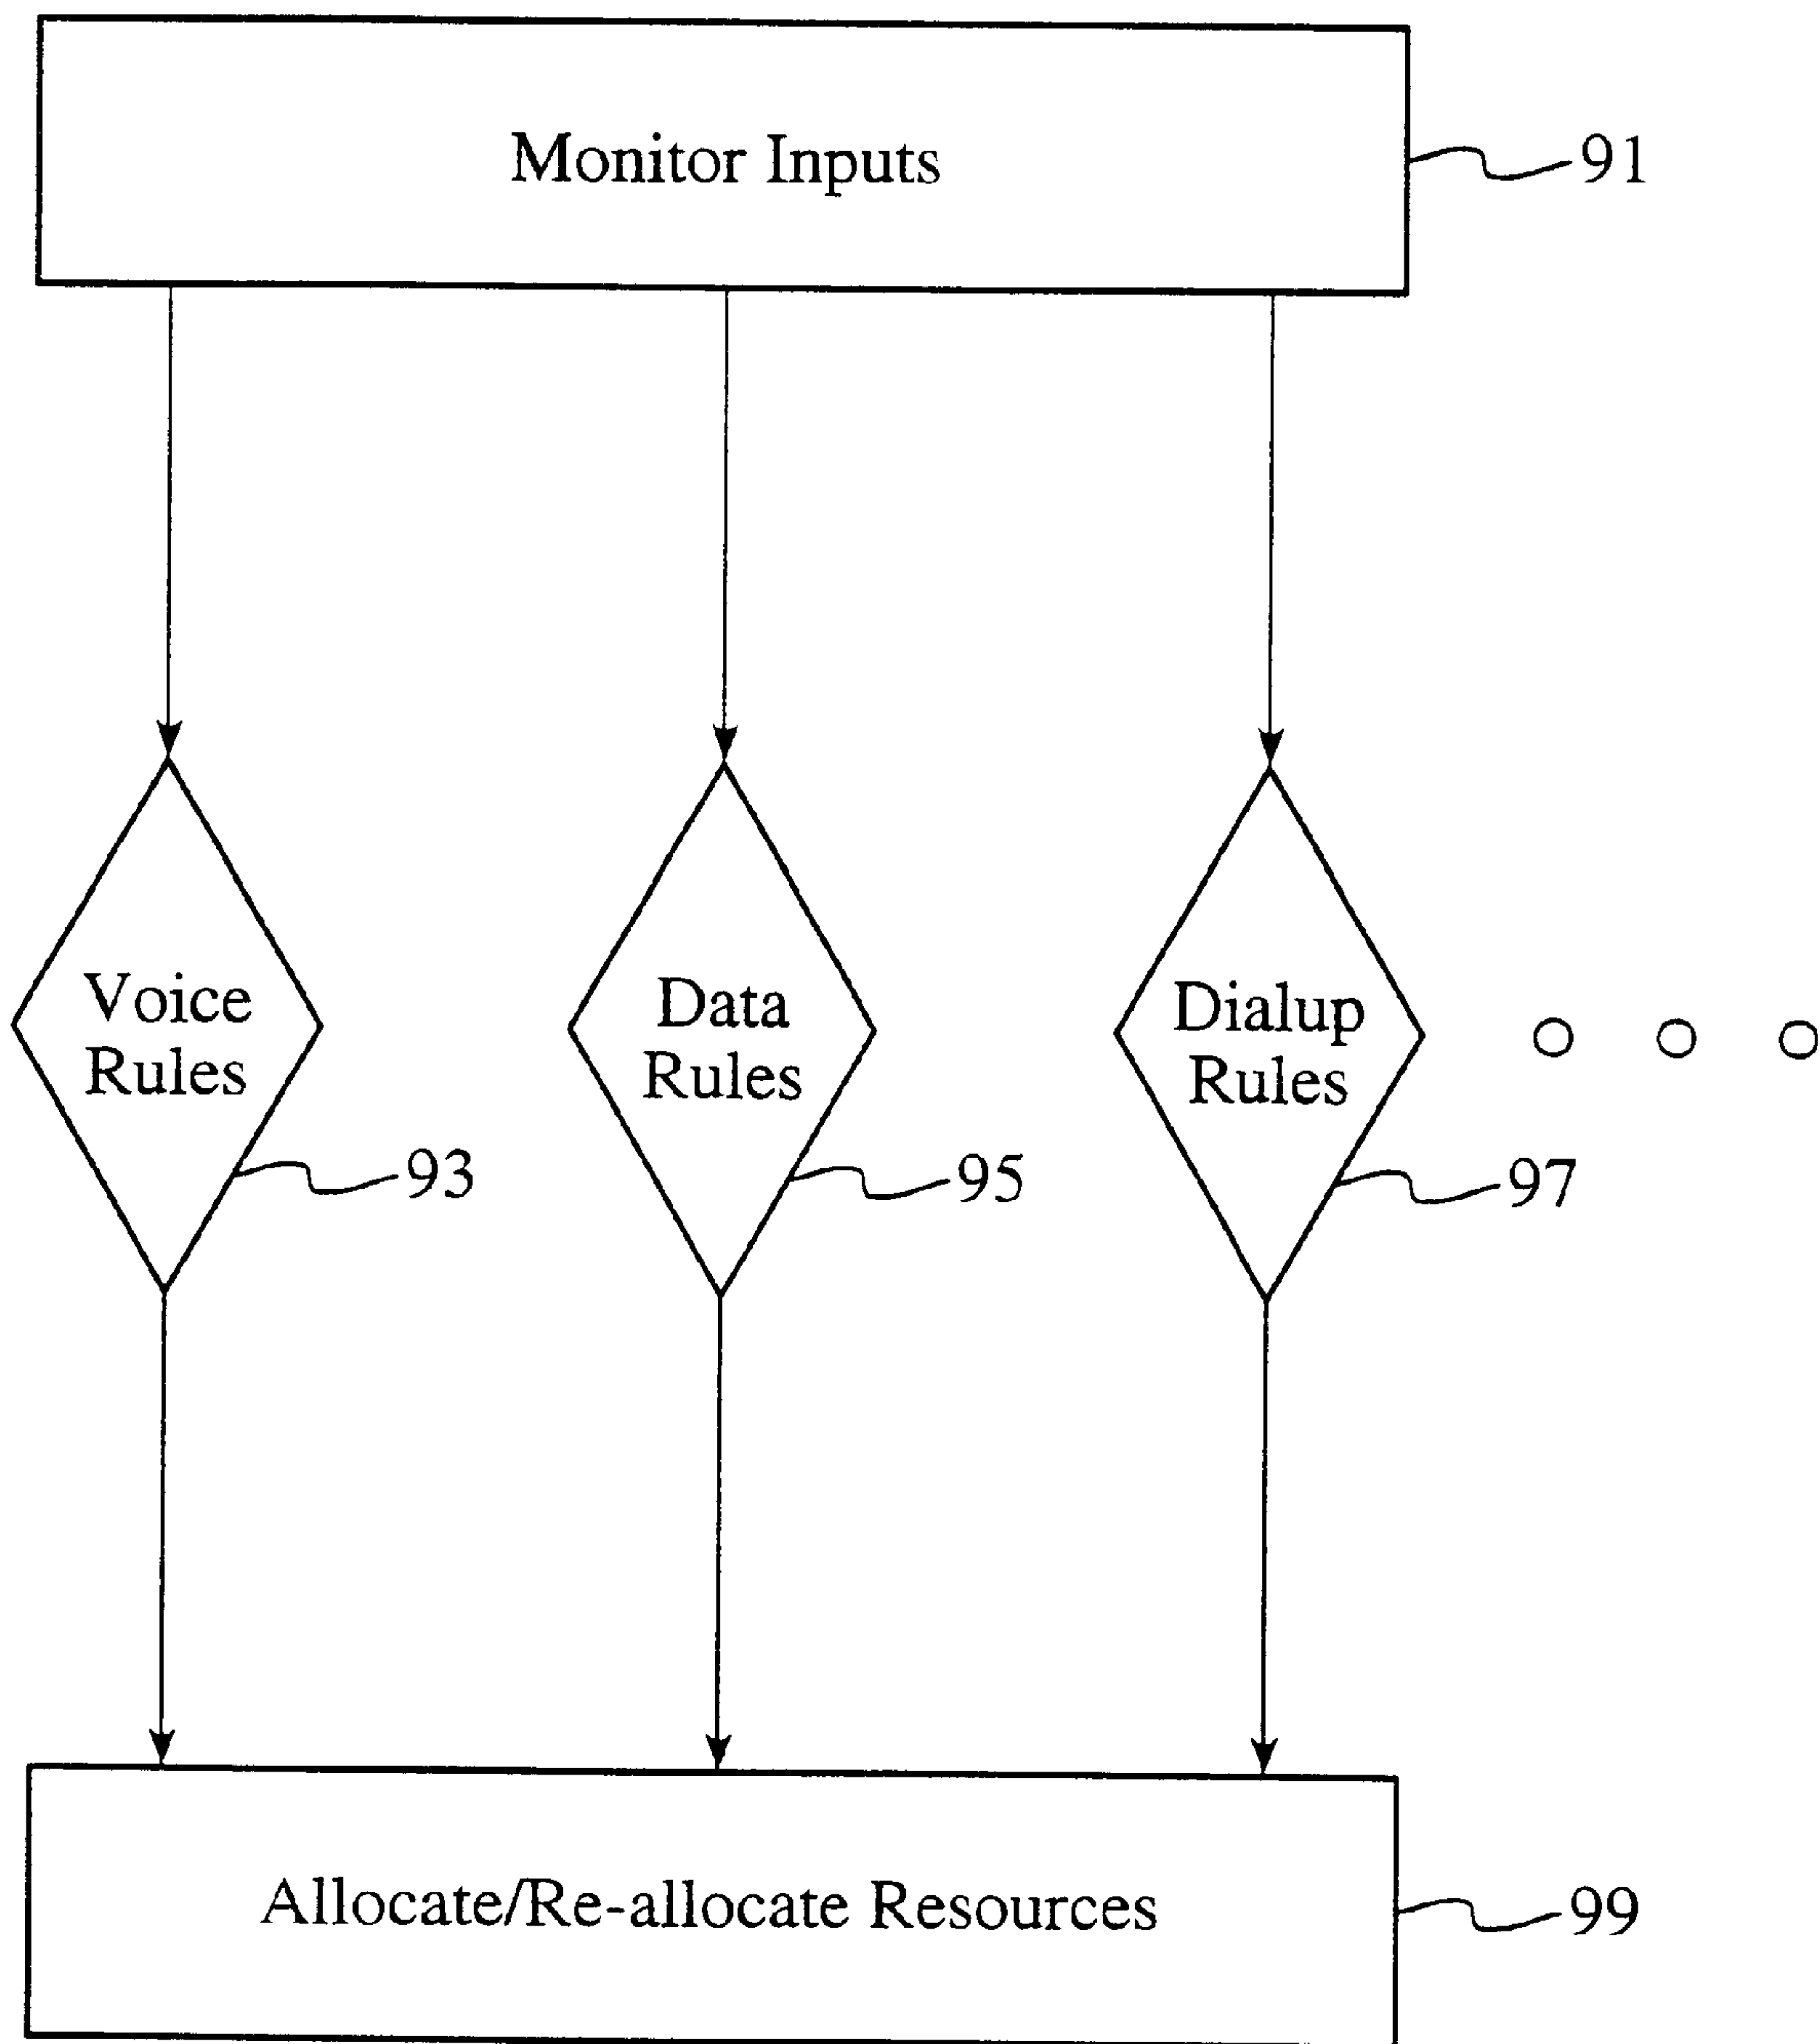 Monitor Inputs
91
Voice
Rules
Data
Rules
Dialup
Rules
93
95
97
Allocate/Re-allocate Resources
99